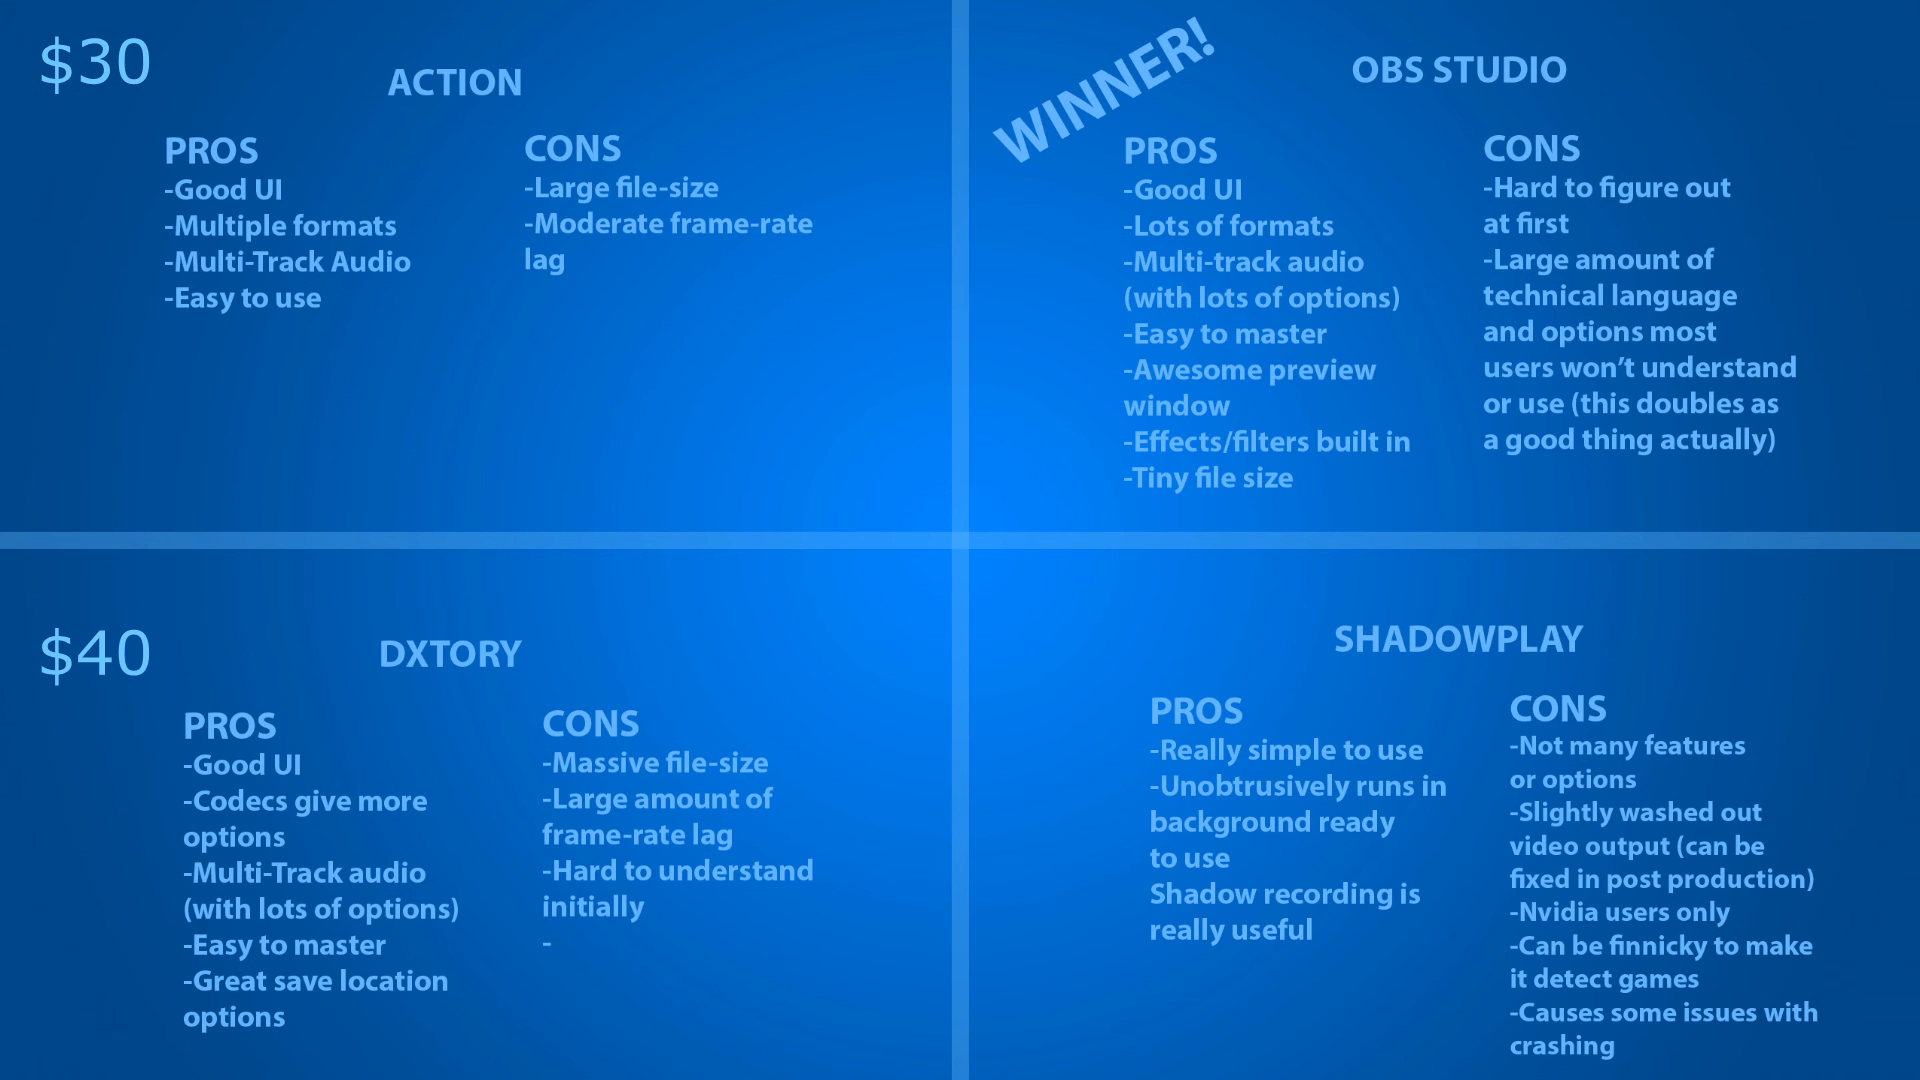 $30
ACTION
PROS
-Good UI
-Multiple formats
-Multi-Track Audio
-Easy to use
CONS
-Large file-size
-Moderate frame-rate
lag
WINNER!
OBS STUDIO
PROS
-Good UI
-Lots of formats
-Multi-track audio
(with lots of options)
-Easy to master
-Awesome preview
window
-Effects/filters built in
-Tiny file size
CONS
-Hard to figure out
at first
-Large amount of
technical language
and options most
users won’t understand
or use (this doubles as
a good thing actually)
$40
DXTORY
PROS
-Good UI
-Codecs give more
options
-Multi-Track audio
(with lots of options)
-Easy to master
-Great save location
options
CONS
-Massive file-size
-Large amount of
frame-rate lag
-Hard to understand
initially
-
SHADOWPLAY
PROS
-Really simple to use
-Unobtrusively runs in
background ready
to use
Shadow recording is
really useful
CONS
-Not many features
or options
-Slightly washed out
video output (can be
fixed in post production)
-Nvidia users only
-Can be finnicky to make
it detect games
-Causes some issues with
crashing